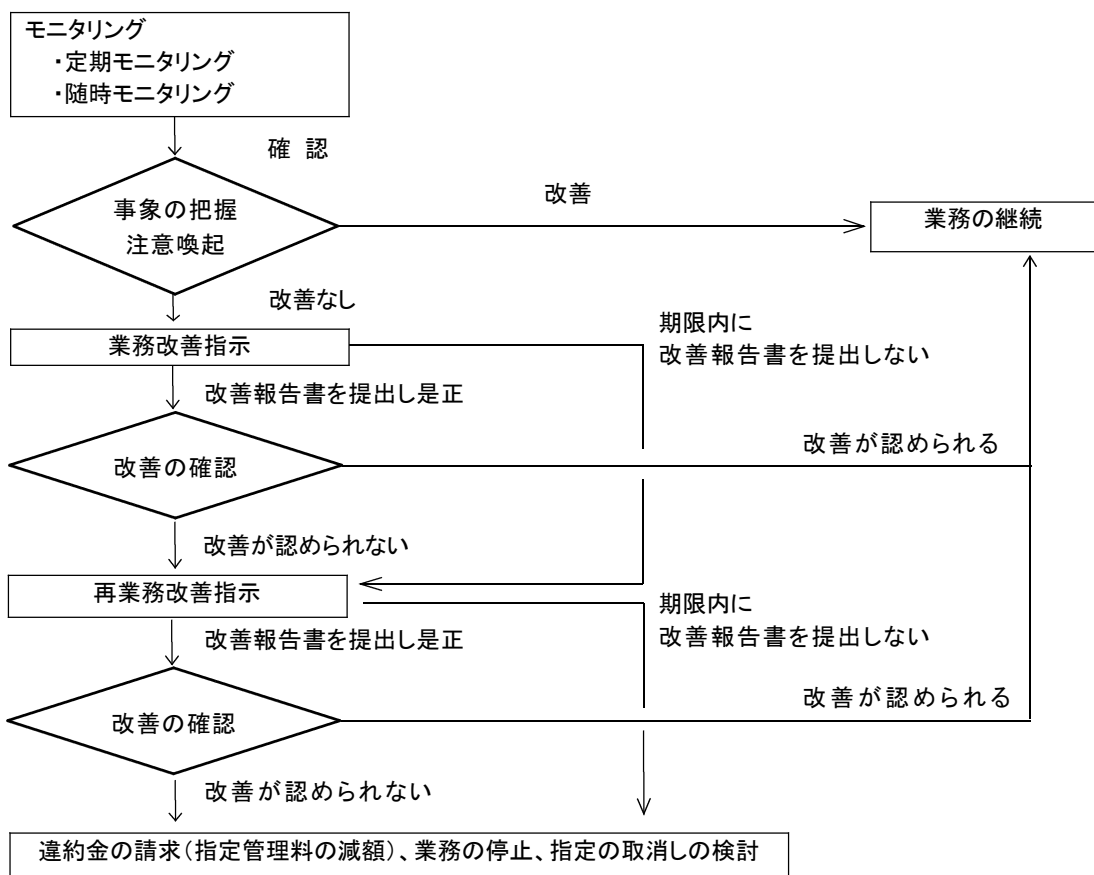 モニタリング
・定期モニタリング
・随時モニタリング
確 認
事象の把握
注意喚起
改善
業務の継続
改善なし
業務改善指示
期限内に
改善報告書を提出しない
改善報告書を提出し是正
改善の確認
改善が認められる
改善が認められない
再業務改善指示
期限内に
改善報告書を提出しない
改善報告書を提出し是正
改善の確認
改善が認められる
改善が認められない
違約金の請求(指定管理料の減額)、業務の停止、指定の取消しの検討